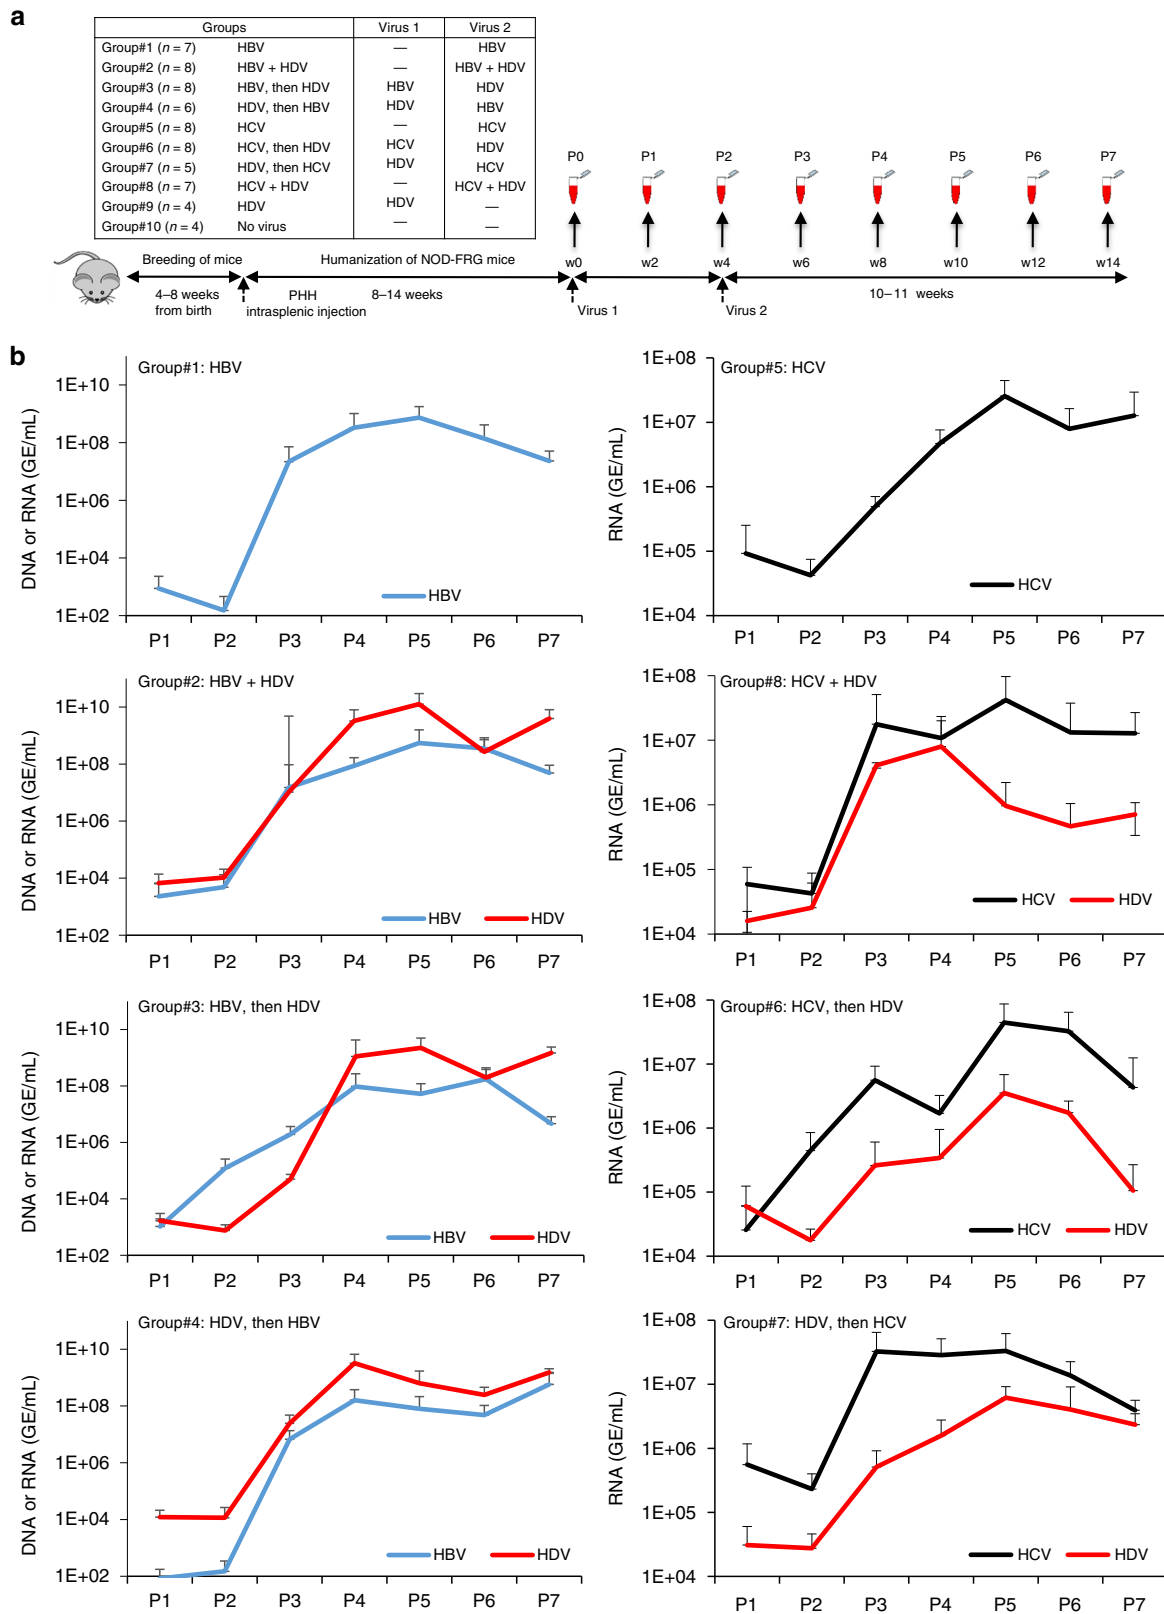 a
Groups Virus 1 Virus 2
Group#1 (n = 7) HBV — HBV
Group#2 (n = 8) HBV + HDV — HBV + HDV
Group#3 (n = 8) HBV, then HDV HBV HDV
Group#4 (n = 6) HDV, then HBV HDV HBV
Group#5 (n = 8) HCV — HCV
Group#6 (n = 8) HCV, then HDV HCV HDV
Group#7 (n = 5) HDV, then HCV HDV HCV
Group#8 (n = 7) HCV + HDV — HCV + HDV
Group#9 (n = 4) HDV HDV —
Group#10 (n = 4) No virus — —
P0 P1 P2 P3 P4 P5 P6 P7
w0 w2 w4 w6 w8 w10 w12 w14
Breeding of mice Humanization of NOD-FRG mice
4–8 weeks
from birth
PHH
intrasplenic injection
8–14 weeks
Virus 1
Virus 2
10–11 weeks
b
Group#1: HBV
DNA or RNA (GE/mL)
1E+10
1E+08
1E+06
1E+04
1E+02
HBV
P1 P2 P3 P4 P5 P6 P7
Group#5: HCV
RNA (GE/mL)
1E+08
1E+07
1E+06
1E+05
1E+04
HCV
P1 P2 P3 P4 P5 P6 P7
Group#2: HBV + HDV
DNA or RNA (GE/mL)
1E+10
1E+08
1E+06
1E+04
1E+02
HBV HDV
P1 P2 P3 P4 P5 P6 P7
Group#8: HCV + HDV
RNA (GE/mL)
1E+08
1E+07
1E+06
1E+05
1E+04
HCV HDV
P1 P2 P3 P4 P5 P6 P7
Group#3: HBV, then HDV
DNA or RNA (GE/mL)
1E+10
1E+08
1E+06
1E+04
1E+02
HBV HDV
P1 P2 P3 P4 P5 P6 P7
Group#6: HCV, then HDV
RNA (GE/mL)
1E+08
1E+07
1E+06
1E+05
1E+04
HCV HDV
P1 P2 P3 P4 P5 P6 P7
Group#4: HDV, then HBV
DNA or RNA (GE/mL)
1E+10
1E+08
1E+06
1E+04
1E+02
HBV HDV
P1 P2 P3 P4 P5 P6 P7
Group#7: HDV, then HCV
RNA (GE/mL)
1E+08
1E+07
1E+06
1E+05
1E+04
HCV HDV
P1 P2 P3 P4 P5 P6 P7